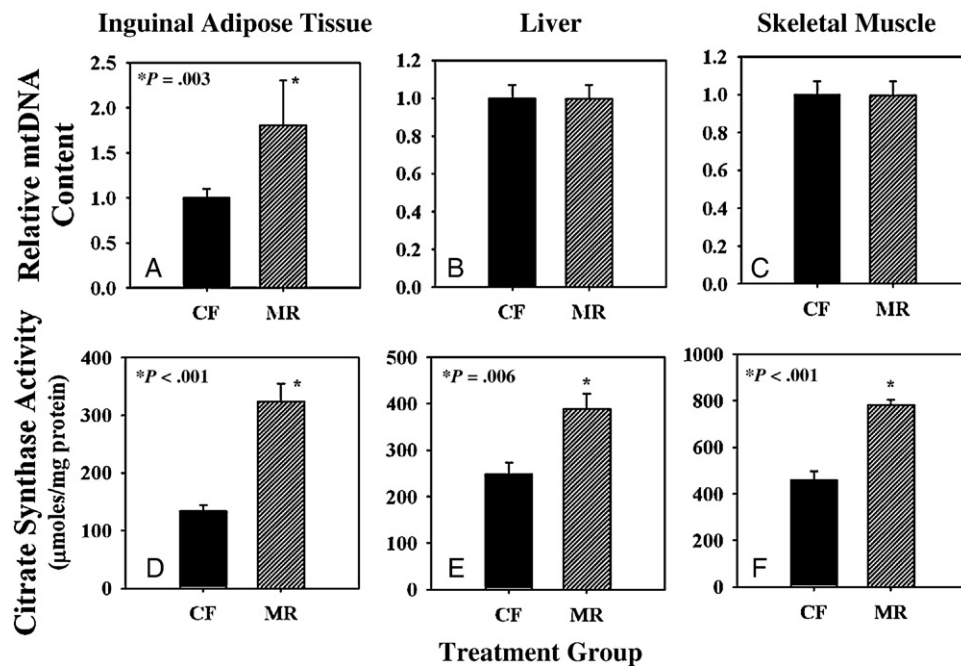 Inguinal Adipose Tissue
Liver
Skeletal Muscle
Relative mtDNA
Content
2.5
2.0
1.5
1.0
0.5
0.0
*P = .003
*
A
CF
MR
1.2
1.0
0.8
0.6
0.4
0.2
0.0
B
CF
MR
1.2
1.0
0.8
0.6
0.4
0.2
0.0
C
CF
MR
Citrate Synthase Activity
(µmoles/mg protein)
400
300
200
100
0
*P < .001
*
D
CF
MR
500
400
300
200
100
0
*P = .006
*
E
CF
MR
1000
800
600
400
200
0
*P < .001
*
F
CF
MR
Treatment Group